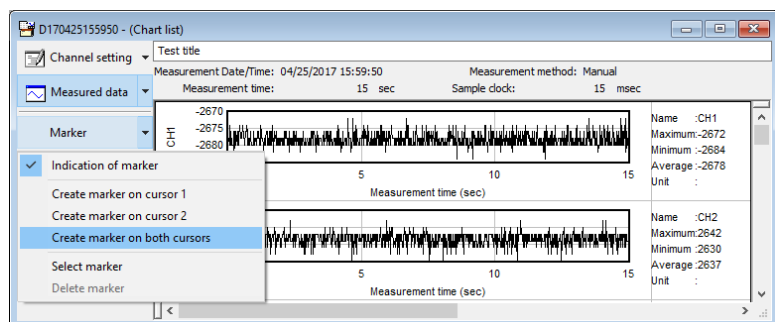 D170425155950 - (Chart list)
Channel setting
Test title
Measurement Date/Time: 04/25/2017 15:59:50 Measurement method: Manual
Measured data
Measurement time: 15 sec Sample clock: 15 msec
Marker
CH1
-2670
-2675
-2680
Name :CH1
Maximum:-2672
Minimum :-2684
Average :-2678
Unit :
5 10 15
Measurement time (sec)
Indication of marker
Create marker on cursor 1
Create marker on cursor 2
Create marker on both cursors
Select marker
Delete marker
Name :CH2
Maximum:2642
Minimum :2630
Average :2637
Unit :
5 10 15
Measurement time (sec)